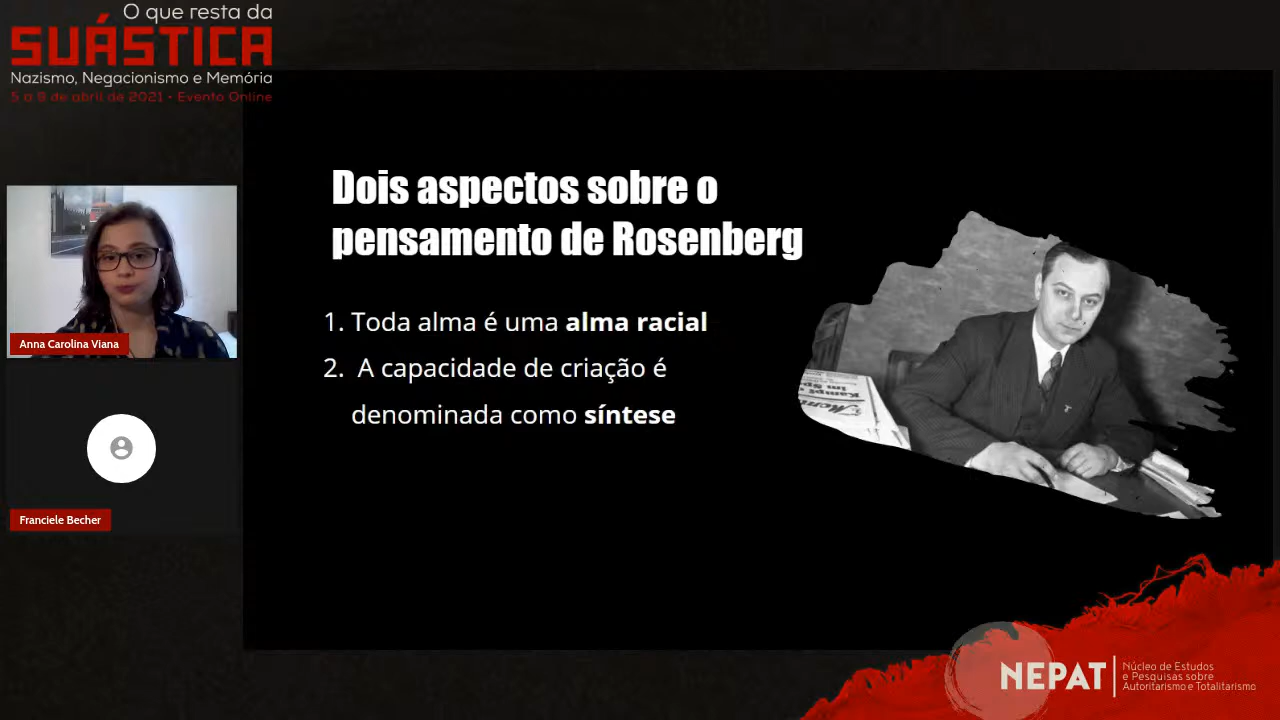 O que resta da
SUÁSTICA
Nazismo, Negacionismo e Memória
5 a 9 de abril de 2021 • Evento Online
Dois aspectos sobre o
pensamento de Rosenberg
1. Toda alma é uma alma racial
2. A capacidade de criação é
denominada como síntese
Anna Carolina Viana
Franciele Becher
NEPAT
Núcleo de Estudos
e Pesquisas sobre
Autoritarismo e Totalitarismo